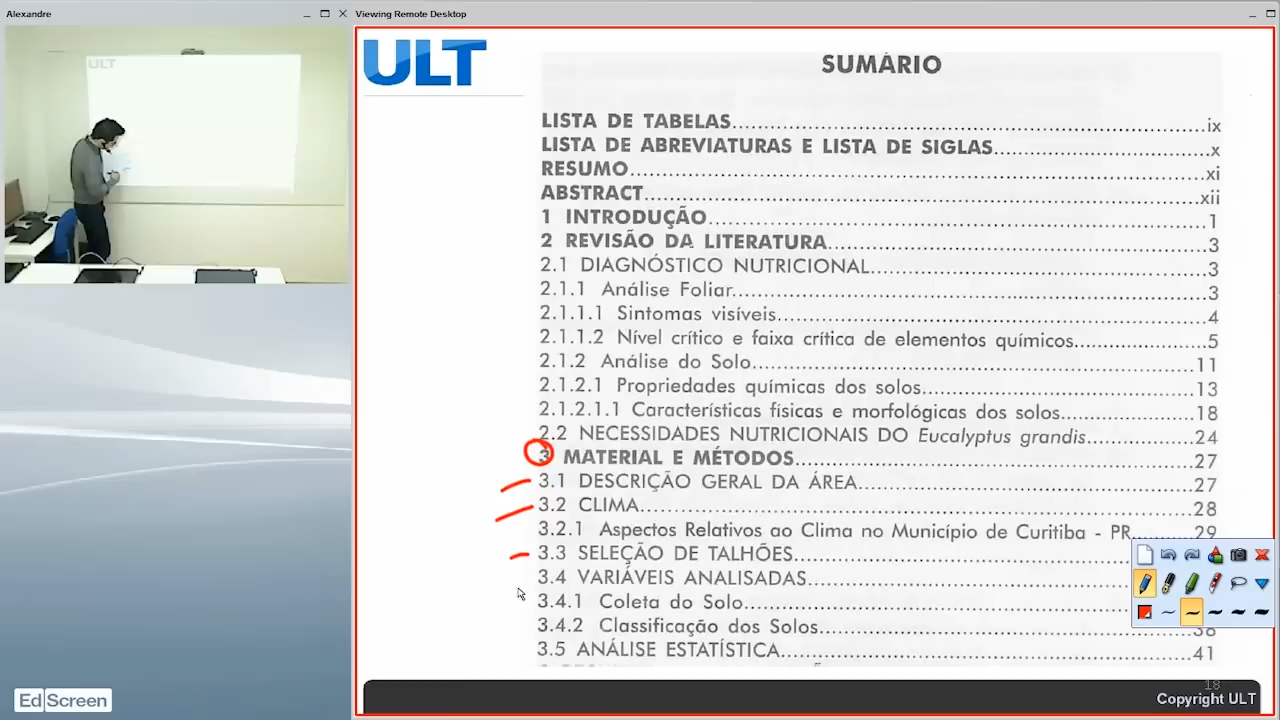 Alexandre
Viewing Remote Desktop
ULT
ULT
SUMÁRIO
LISTA DE TABELAS ix
LISTA DE ABREVIATURAS E LISTA DE SIGLAS x
RESUMO xi
ABSTRACT xii
1 INTRODUÇÃO 1
2 REVISÃO DA LITERATURA 3
2.1 DIAGNÓSTICO NUTRICIONAL 3
2.1.1 Análise Foliar 3
2.1.1.1 Sintomas visíveis 4
2.1.1.2 Nível crítico e faixa crítica de elementos químicos 5
2.1.2 Análise do Solo 11
2.1.2.1 Propriedades químicas dos solos 13
2.1.2.1.1 Características físicas e morfológicas dos solos 18
2.2 NECESSIDADES NUTRICIONAIS DO Eucalyptus grandis 24
3 MATERIAL E MÉTODOS 27
3.1 DESCRIÇÃO GERAL DA ÁREA 27
3.2 CLIMA 28
3.2.1 Aspectos Relativos ao Clima no Município de Curitiba - PR 29
3.3 SELEÇÃO DE TALHÕES
3.4 VARIÁVEIS ANALISADAS
3.4.1 Coleta do Solo
3.4.2 Classificação dos Solos 38
3.5 ANÁLISE ESTATÍSTICA 41
18
Copyright ULT
EdScreen